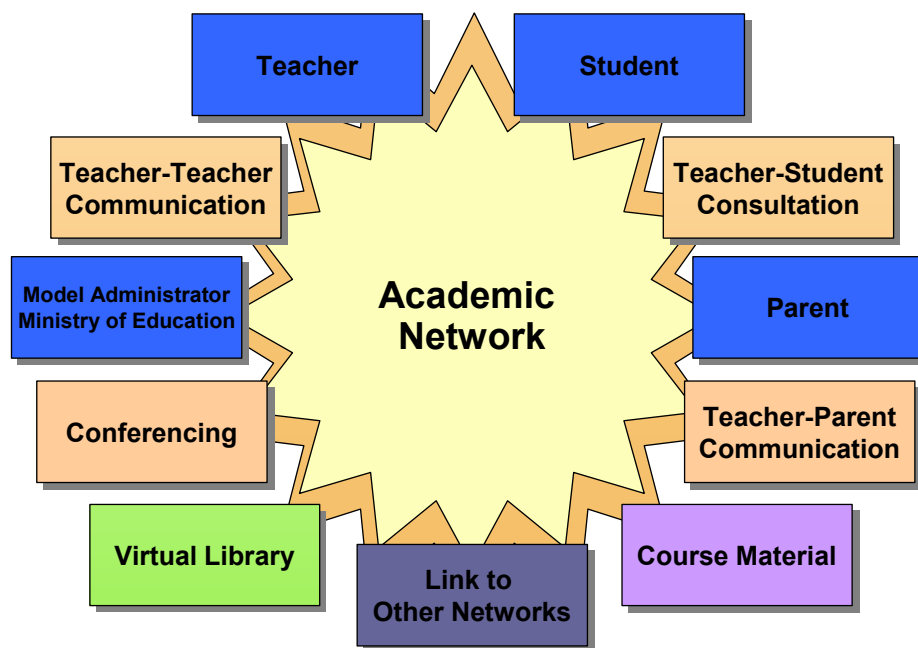 Teacher
Student
Teacher-Teacher
Communication
Teacher-Student
Consultation
Model Administrator
Ministry of Education
Academic
Network
Parent
Conferencing
Teacher-Parent
Communication
Virtual Library
Link to
Other Networks
Course Material